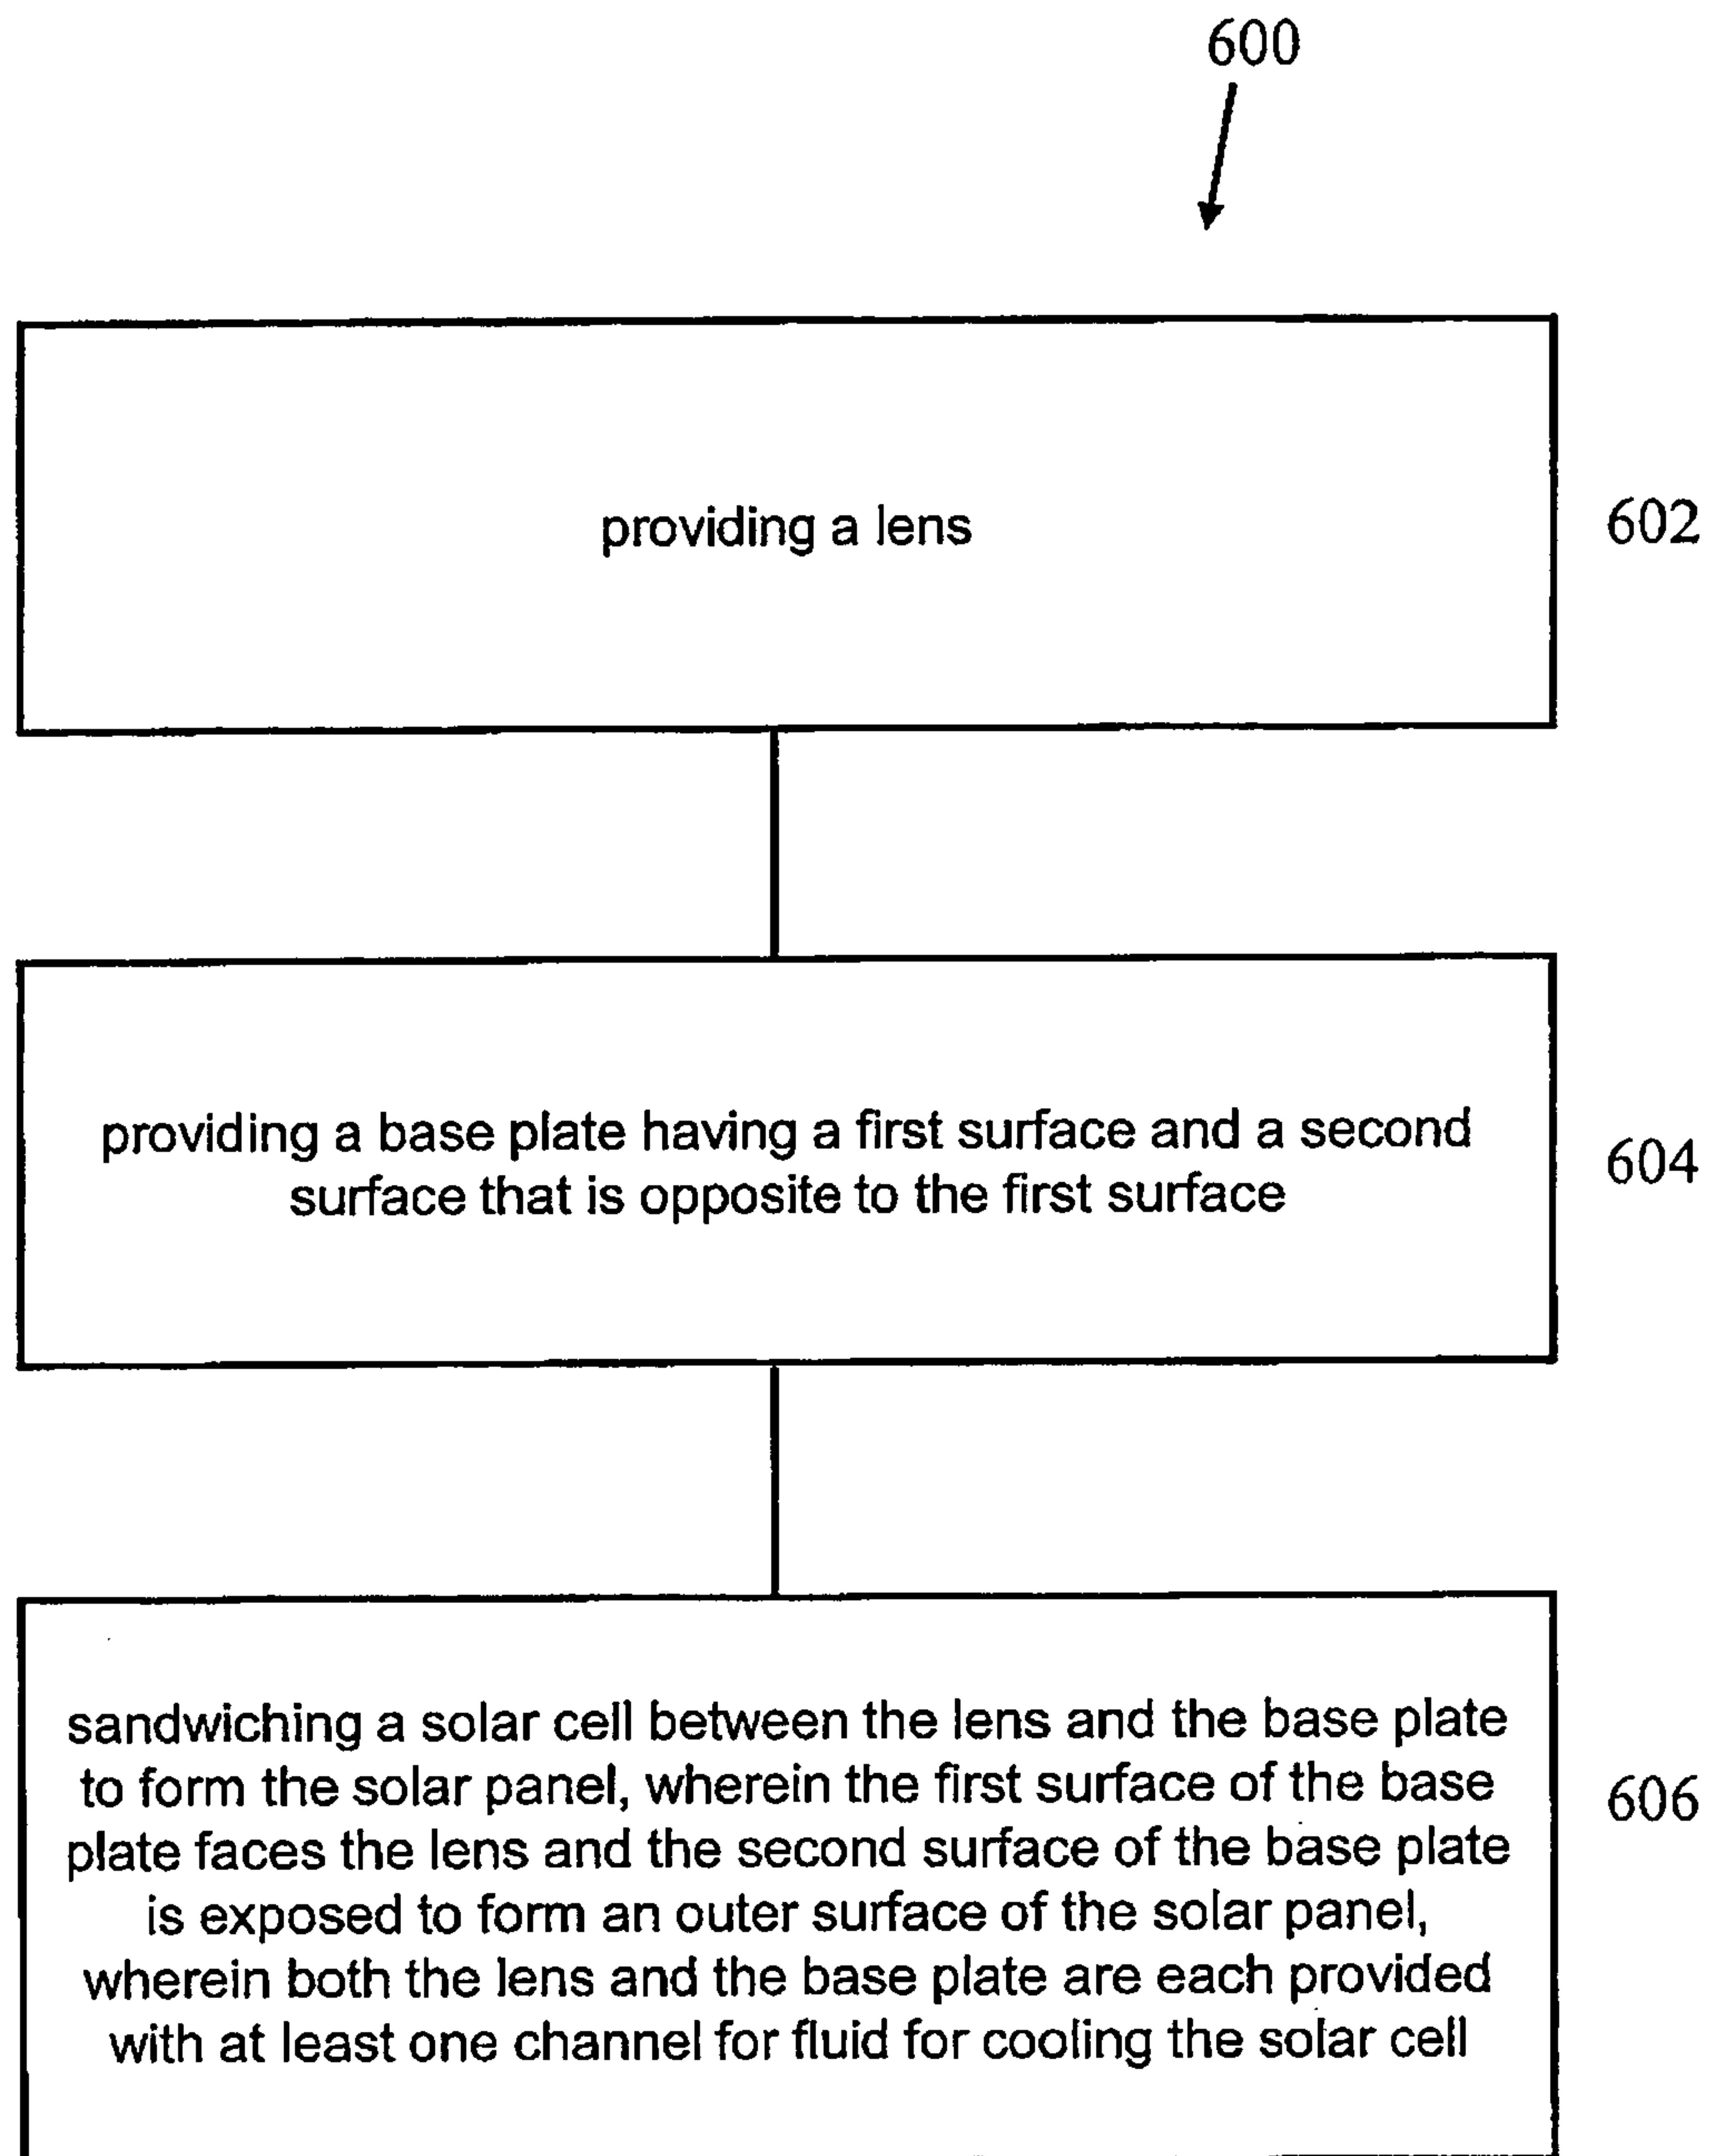 600
providing a lens
602
providing a base plate having a first surface and a second
surface that is opposite to the first surface
604
sandwiching a solar cell between the lens and the base plate
to form the solar panel, wherein the first surface of the base
plate faces the lens and the second surface of the base plate
is exposed to form an outer surface of the solar panel,
wherein both the lens and the base plate are each provided
with at least one channel for fluid for cooling the solar cell
606